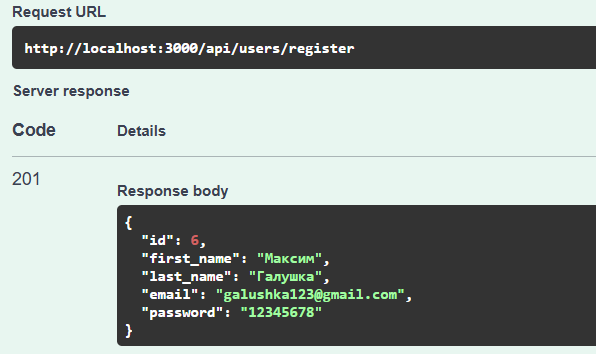 Request URL
http://localhost:3000/api/users/register
Server response
Code Details
201
Response body
{
"id": 6,
"first_name": "Максим",
"last_name": "Галушка",
"email": "galushka123@gmail.com",
"password": "12345678"
}